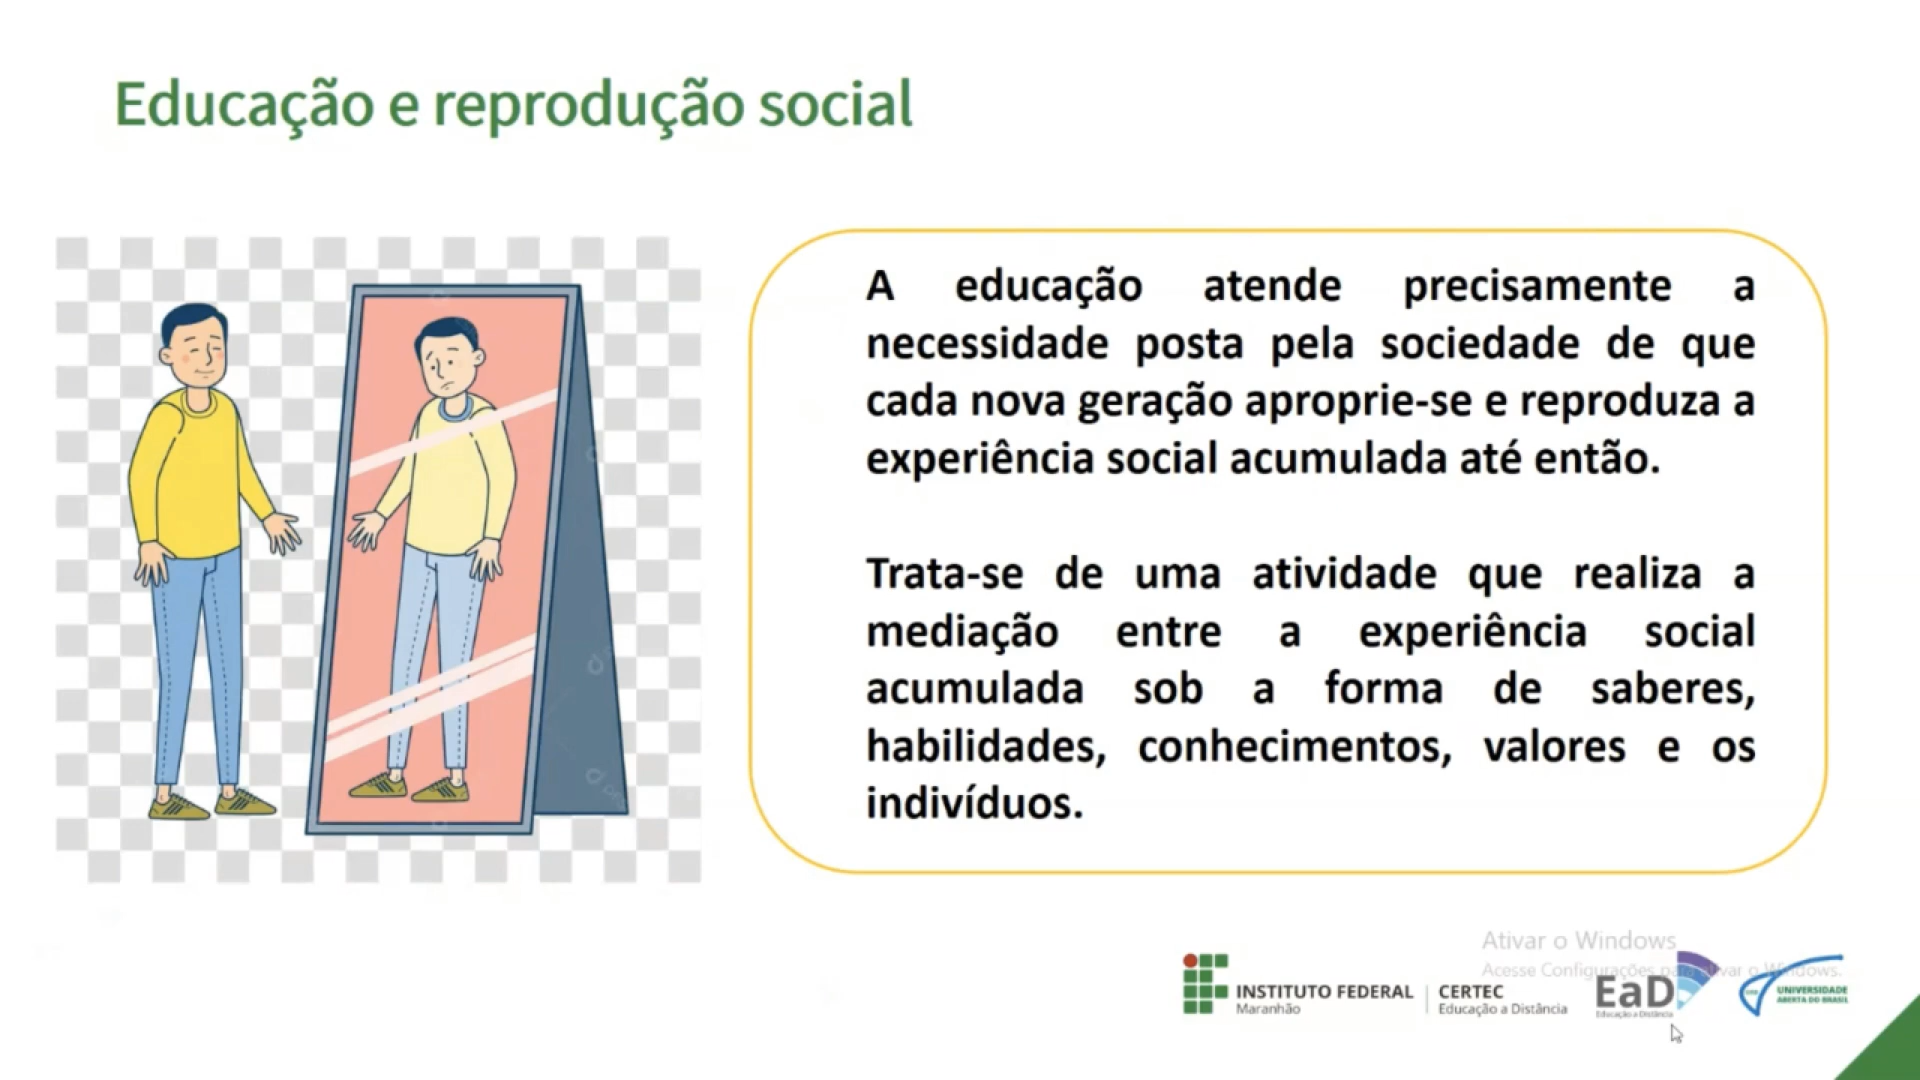 Educação e reprodução social
A educação atende precisamente a
necessidade posta pela sociedade de que
cada nova geração aproprie-se e reproduza a
experiência social acumulada até então.
Trata-se de uma atividade que realiza a
mediação entre a experiência social
acumulada sob a forma de saberes,
habilidades, conhecimentos, valores e os
indivíduos.
Ativar o Windows
Acesse Configurações para ativar o Windows.
INSTITUTO FEDERAL
Maranhão
CERTEC
Educação a Distância
EaD
Educação a Distância
UNIVERSIDADE
ABERTA DO BRASIL